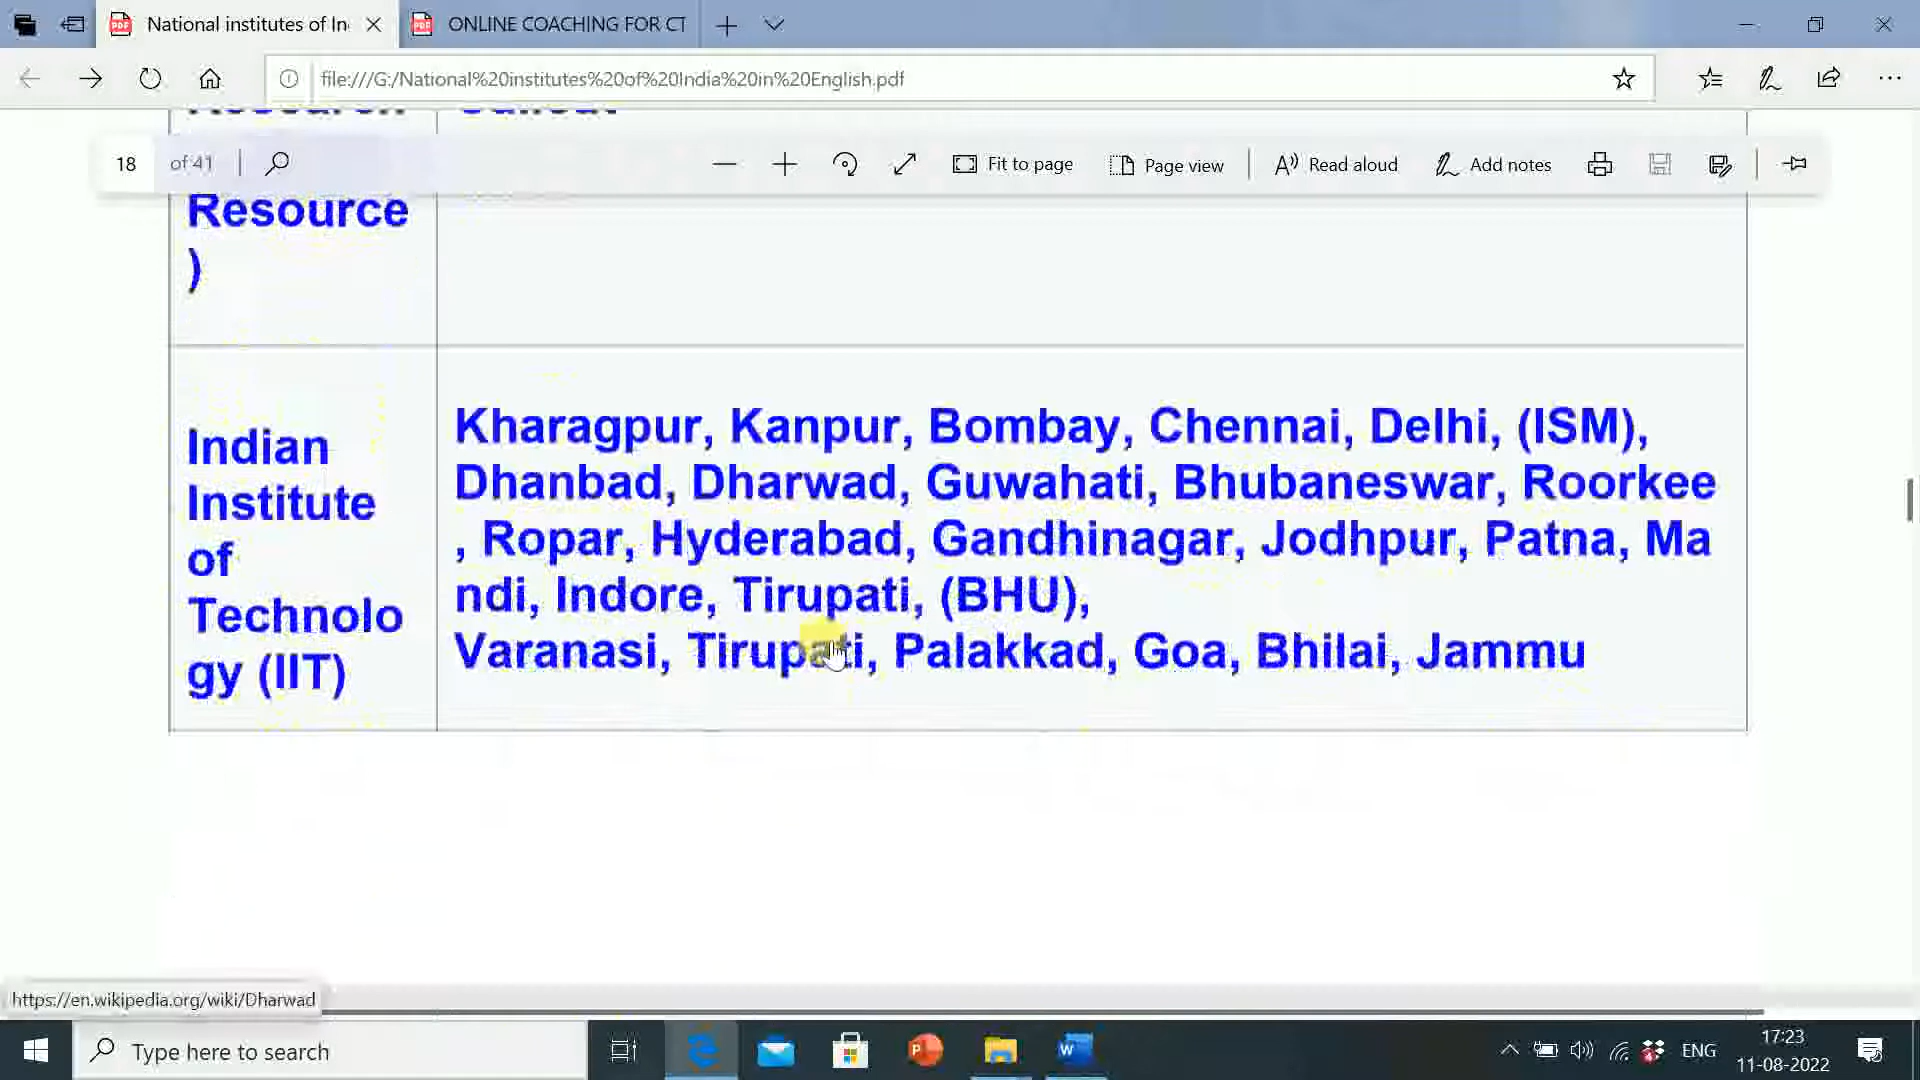 National institutes of In
ONLINE COACHING FOR CT
file:///G:/National%20institutes%20of%20India%20in%20English.pdf
18 of 41
Fit to page
Page view
Read aloud
Add notes
Resource
)
Indian
Institute
of
Technolo
gy (IIT)
Kharagpur, Kanpur, Bombay, Chennai, Delhi, (ISM),
Dhanbad, Dharwad, Guwahati, Bhubaneswar, Roorkee
, Ropar, Hyderabad, Gandhinagar, Jodhpur, Patna, Ma
ndi, Indore, Tirupati, (BHU),
Varanasi, Tirupati, Palakkad, Goa, Bhilai, Jammu
https://en.wikipedia.org/wiki/Dharwad
Type here to search
ENG
17:23
11-08-2022